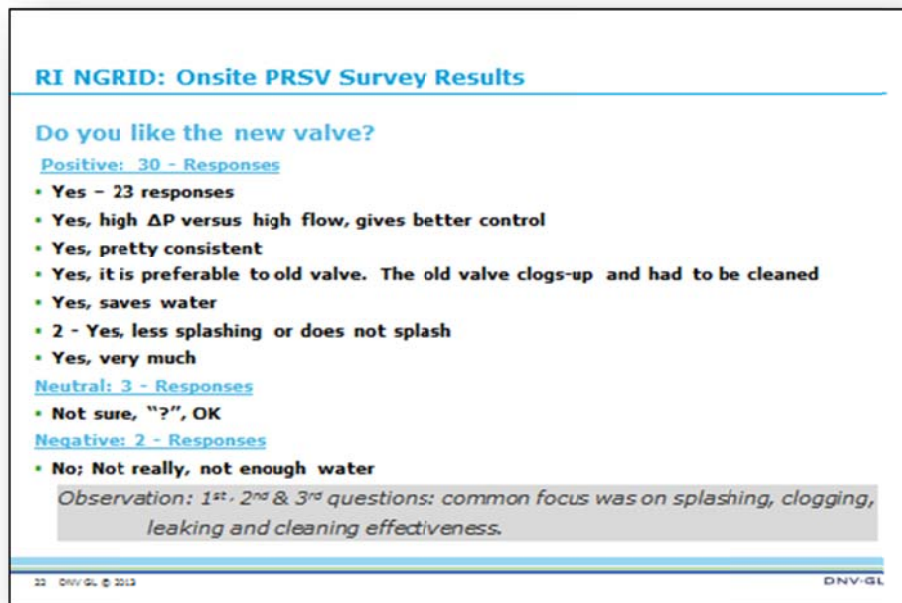 RI NGRID: Onsite PRSV Survey Results
Do you like the new valve?
Positive: 30 - Responses
• Yes – 23 responses
• Yes, high ΔP versus high flow, gives better control
• Yes, pretty consistent
• Yes, it is preferable to old valve. The old valve clogs-up and had to be cleaned
• Yes, saves water
• 2 - Yes, less splashing or does not splash
• Yes, very much
Neutral: 3 - Responses
• Not sure, “?”, OK
Negative: 2 - Responses
• No; Not really, not enough water
Observation: 1st, 2nd & 3rd questions: common focus was on splashing, clogging,
leaking and cleaning effectiveness.
22 DNV GL © 2013
DNV·GL